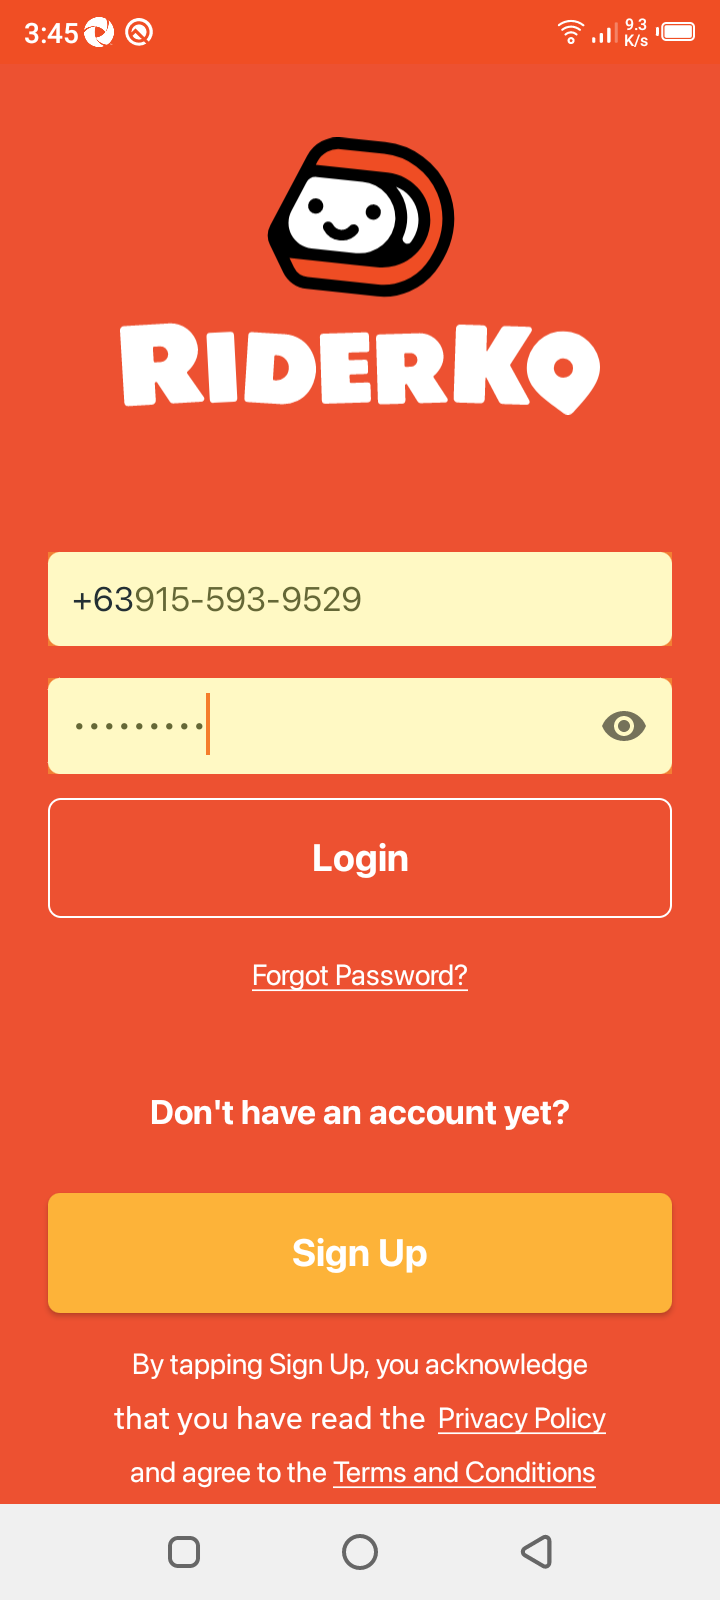 3:45
9.3
K/s
RIDERKO
+63915-593-9529
•••••••••
Login
Forgot Password?
Don't have an account yet?
Sign Up
By tapping Sign Up, you acknowledge
that you have read the Privacy Policy
and agree to the Terms and Conditions